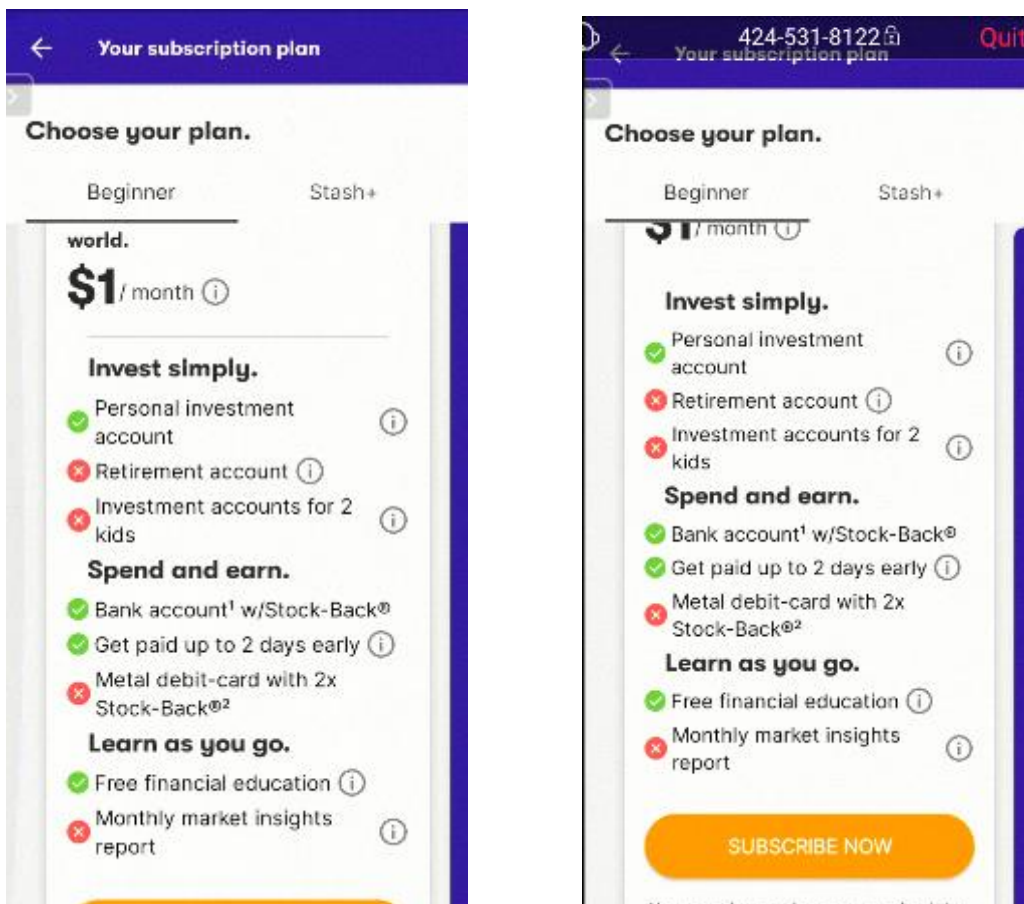 Your subscription plan
Choose your plan.
Beginner Stash+
world.
$1 / month
Invest simply.
Personal investment
account
Retirement account
Investment accounts for 2
kids
Spend and earn.
Bank account¹ w/Stock-Back®
Get paid up to 2 days early
Metal debit-card with 2x
Stock-Back®²
Learn as you go.
Free financial education
Monthly market insights
report
424-531-8122 Quit
Your subscription plan
Choose your plan.
Beginner Stash+
$1 / month
Invest simply.
Personal investment
account
Retirement account
Investment accounts for 2
kids
Spend and earn.
Bank account¹ w/Stock-Back®
Get paid up to 2 days early
Metal debit-card with 2x
Stock-Back®²
Learn as you go.
Free financial education
Monthly market insights
report
SUBSCRIBE NOW